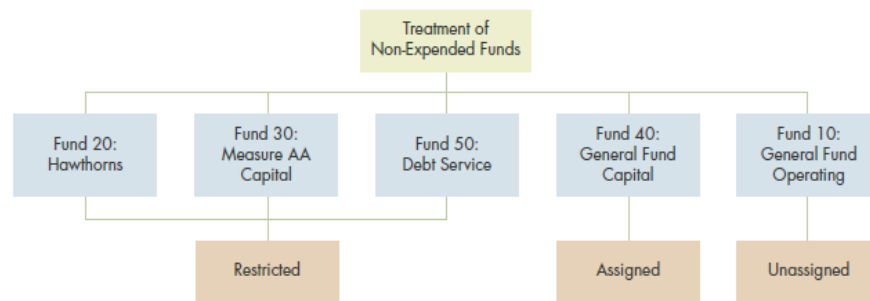 Treatment of
Non-Expended Funds
Fund 20:
Hawthorns
Fund 30:
Measure AA
Capital
Fund 50:
Debt Service
Fund 40:
General Fund
Capital
Fund 10:
General Fund
Operating
Restricted
Assigned
Unassigned